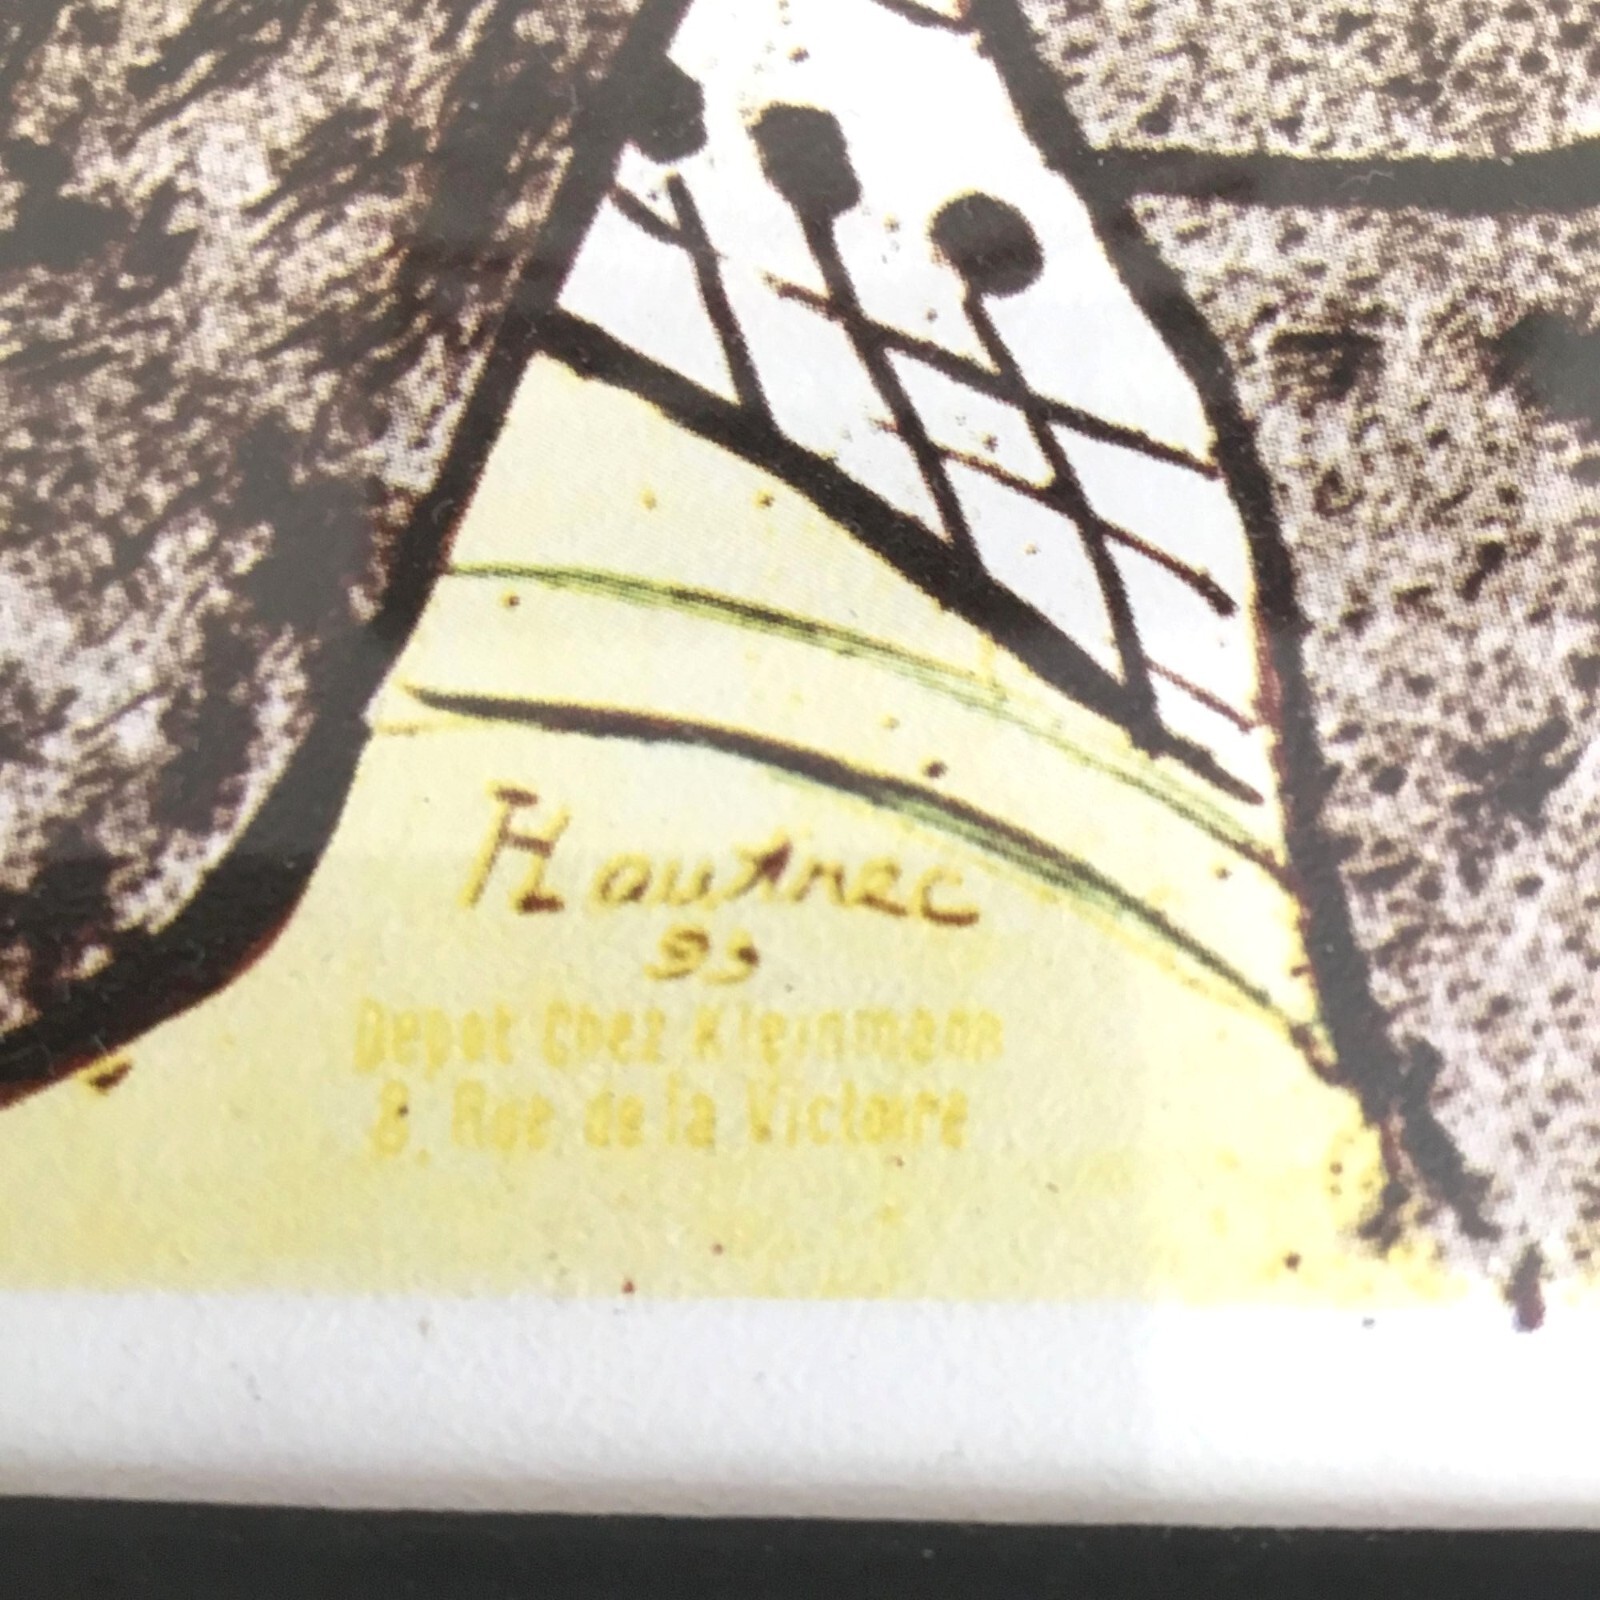 HLautrec
93
Depot Chez Kleinmann
8. Rue de la Victoire